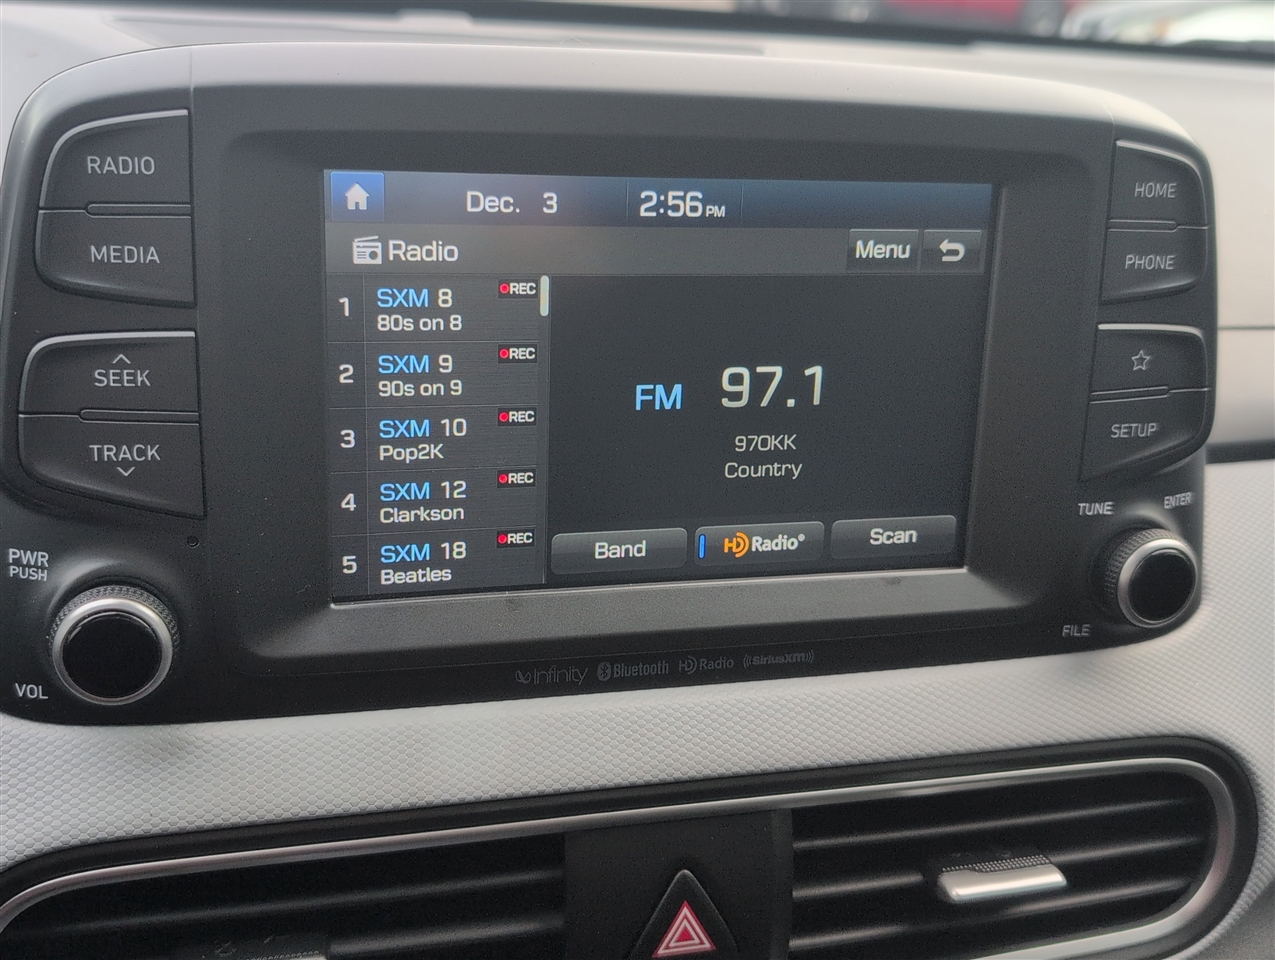 RADIO
MEDIA
SEEK
TRACK
PWR
PUSH
VOL
Dec. 3 2:56 PM
Radio
Menu
1 SXM 8 REC
80s on 8
2 SXM 9 REC
90s on 9
3 SXM 10 REC
Pop2K
4 SXM 12 REC
Clarkson
5 SXM 18 REC
Beatles
FM 97.1
970KK
Country
Band
HD Radio®
Scan
Infinity Bluetooth HD Radio ((SiriusXM))
HOME
PHONE
SETUP
TUNE
ENTER
FILE